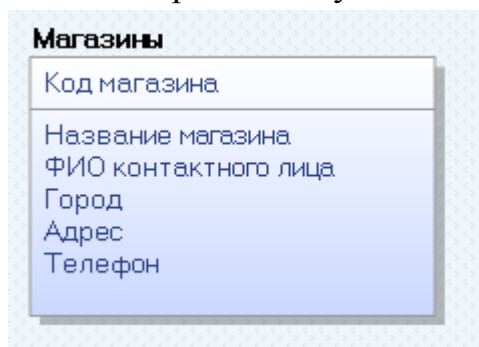 Магазины
Код магазина
Название магазина
ФИО контактного лица
Город
Адрес
Телефон